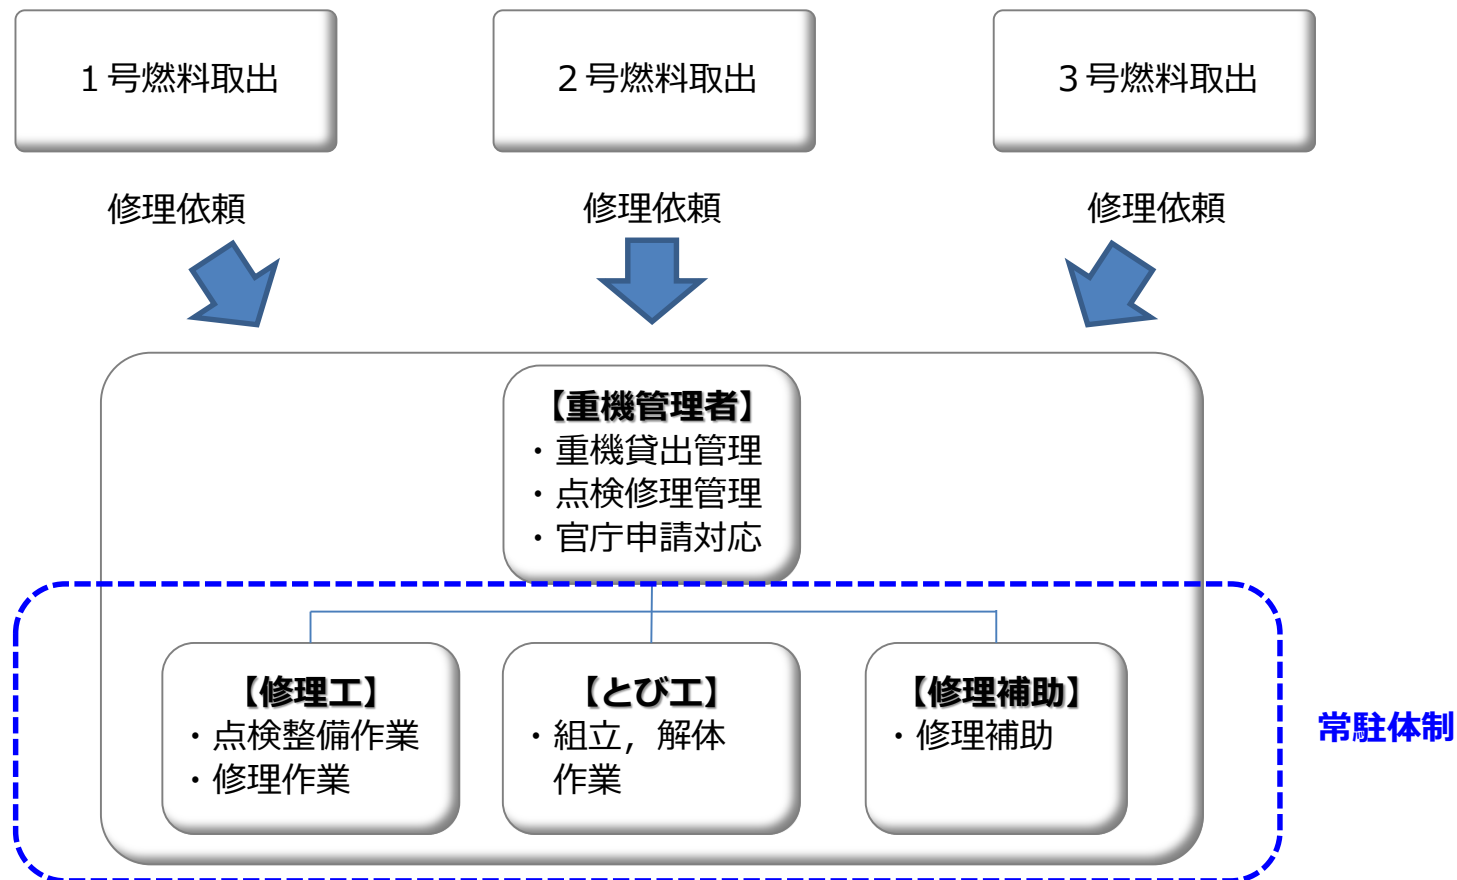 １号燃料取出
２号燃料取出
３号燃料取出
修理依頼
修理依頼
修理依頼
【重機管理者】
・重機貸出管理
・点検修理管理
・官庁申請対応
【修理工】
・点検整備作業
・修理作業
【とび工】
・組立，解体
作業
【修理補助】
・修理補助
常駐体制